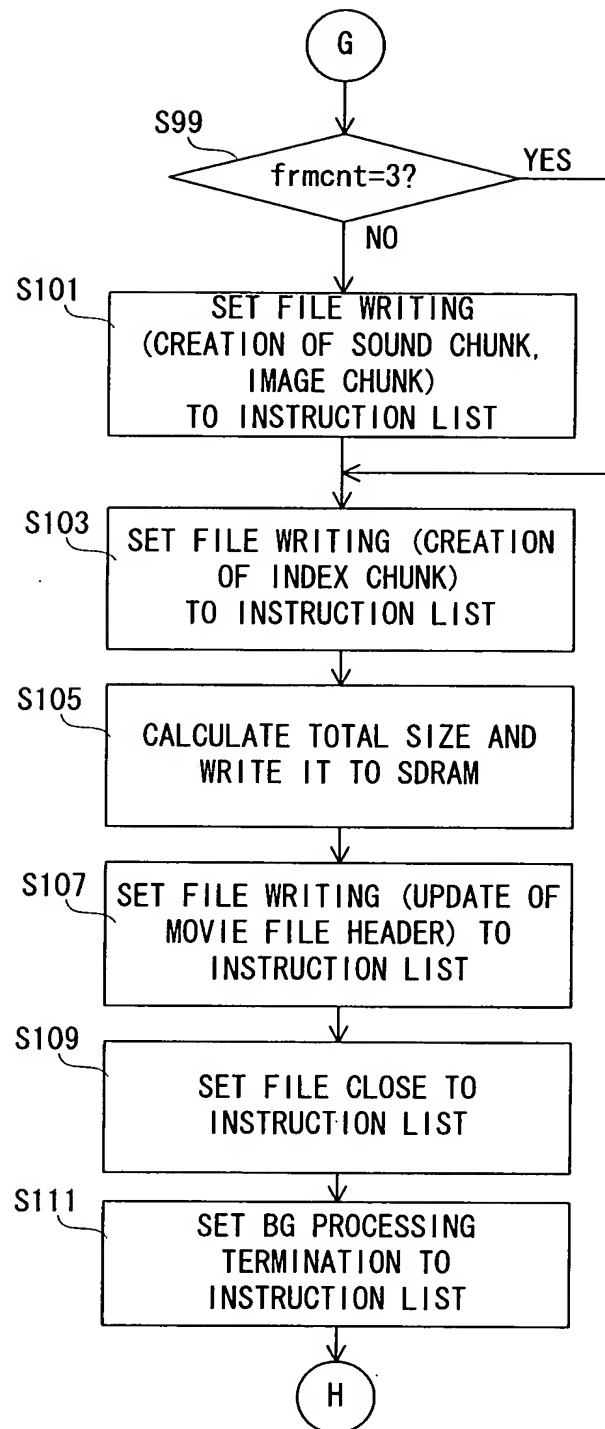 G
S99
frmcnt=3?
YES
NO
S101
SET FILE WRITING
(CREATION OF SOUND CHUNK,
IMAGE CHUNK)
TO INSTRUCTION LIST
S103
SET FILE WRITING (CREATION
OF INDEX CHUNK)
TO INSTRUCTION LIST
S105
CALCULATE TOTAL SIZE AND
WRITE IT TO SDRAM
S107
SET FILE WRITING (UPDATE OF
MOVIE FILE HEADER) TO
INSTRUCTION LIST
S109
SET FILE CLOSE TO
INSTRUCTION LIST
S111
SET BG PROCESSING
TERMINATION TO
INSTRUCTION LIST
H